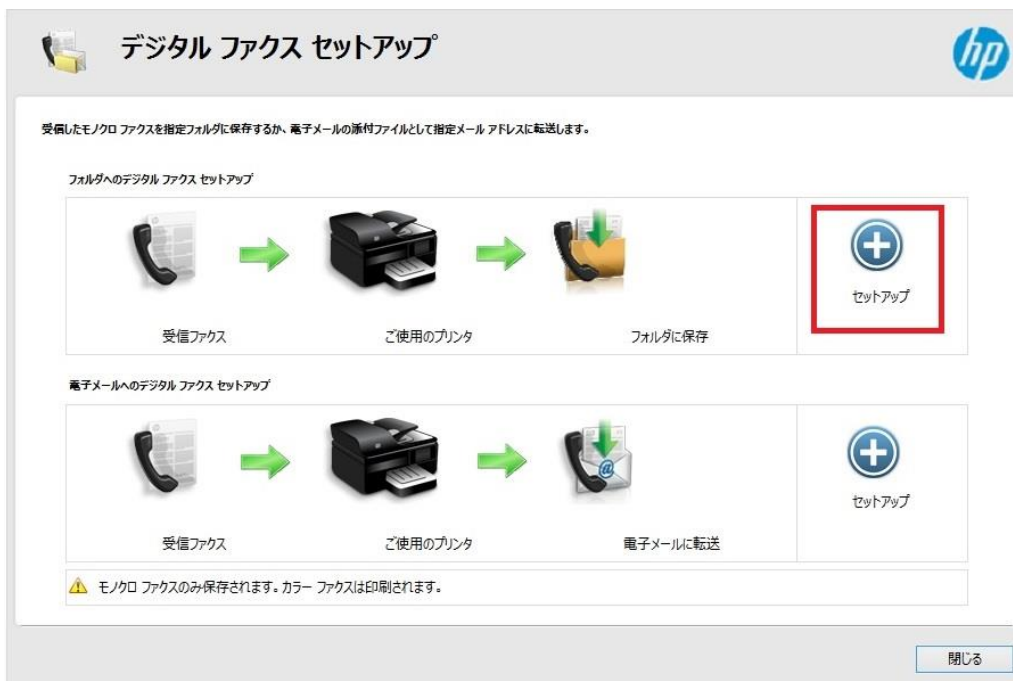 デジタル ファクス セットアップ
hp
受信したモノクロ ファクスを指定フォルダに保存するか、電子メールの添付ファイルとして指定メール アドレスに転送します。
フォルダへのデジタル ファクス セットアップ
セットアップ
受信ファクス ご使用のプリンタ フォルダに保存
電子メールへのデジタル ファクス セットアップ
@
セットアップ
受信ファクス ご使用のプリンタ 電子メールに転送
モノクロ ファクスのみ保存されます。カラー ファクスは印刷されます。
閉じる